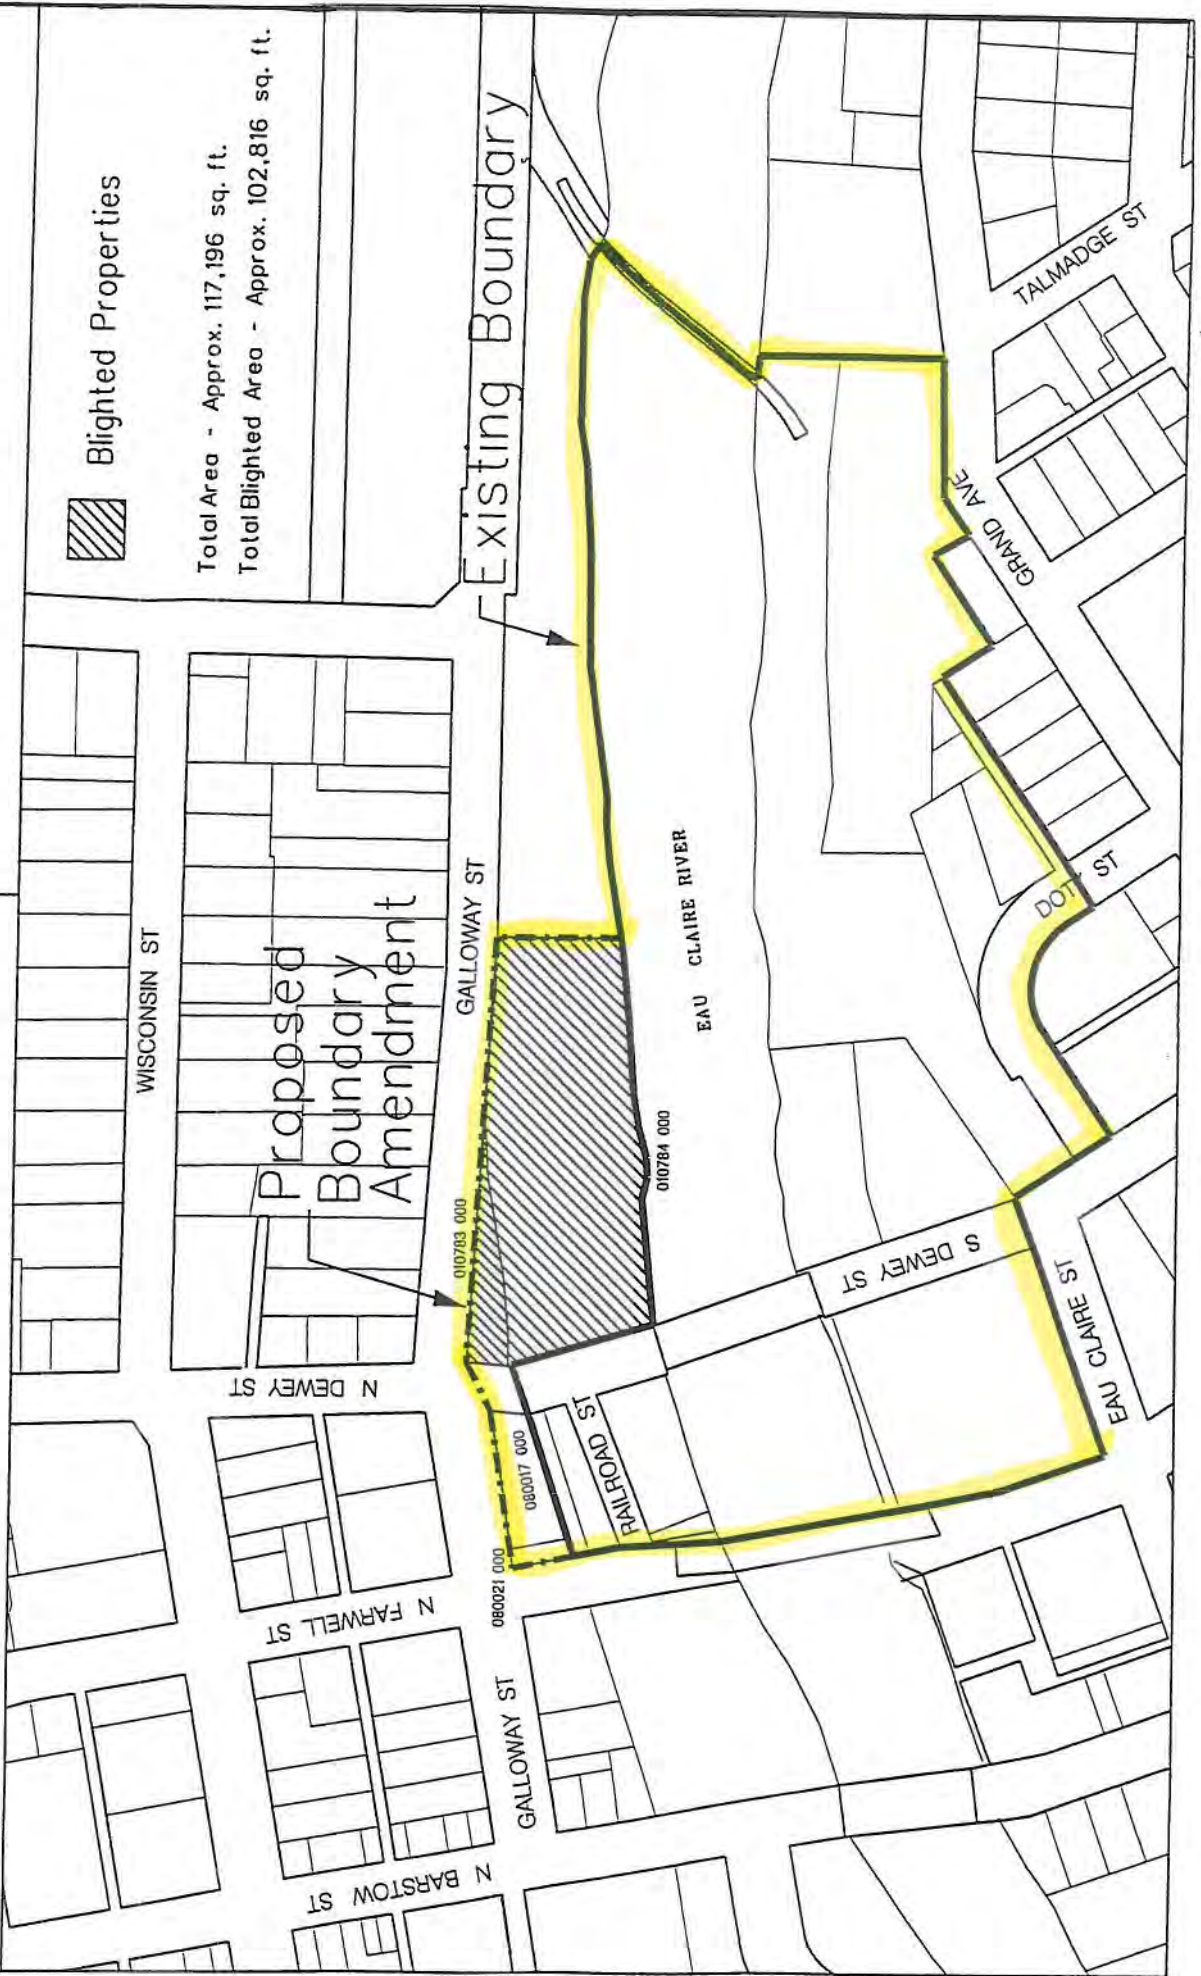 Blighted Properties
Total Area - Approx. 117,196 sq. ft.
Total Blighted Area - Approx. 102,816 sq. ft.
Existing Boundary
Proposed
Boundary
Amendment
WISCONSIN ST
GALLOWAY ST
TALMADGE ST
GRAND AVE
DOTY ST
EAU CLAIRE RIVER
010783 000
010784 000
N DEWEY ST
S DEWEY ST
EAU CLAIRE ST
RAILROAD ST
080017 000
080021 000
N FARWELL ST
GALLOWAY ST
N BARSTOW ST